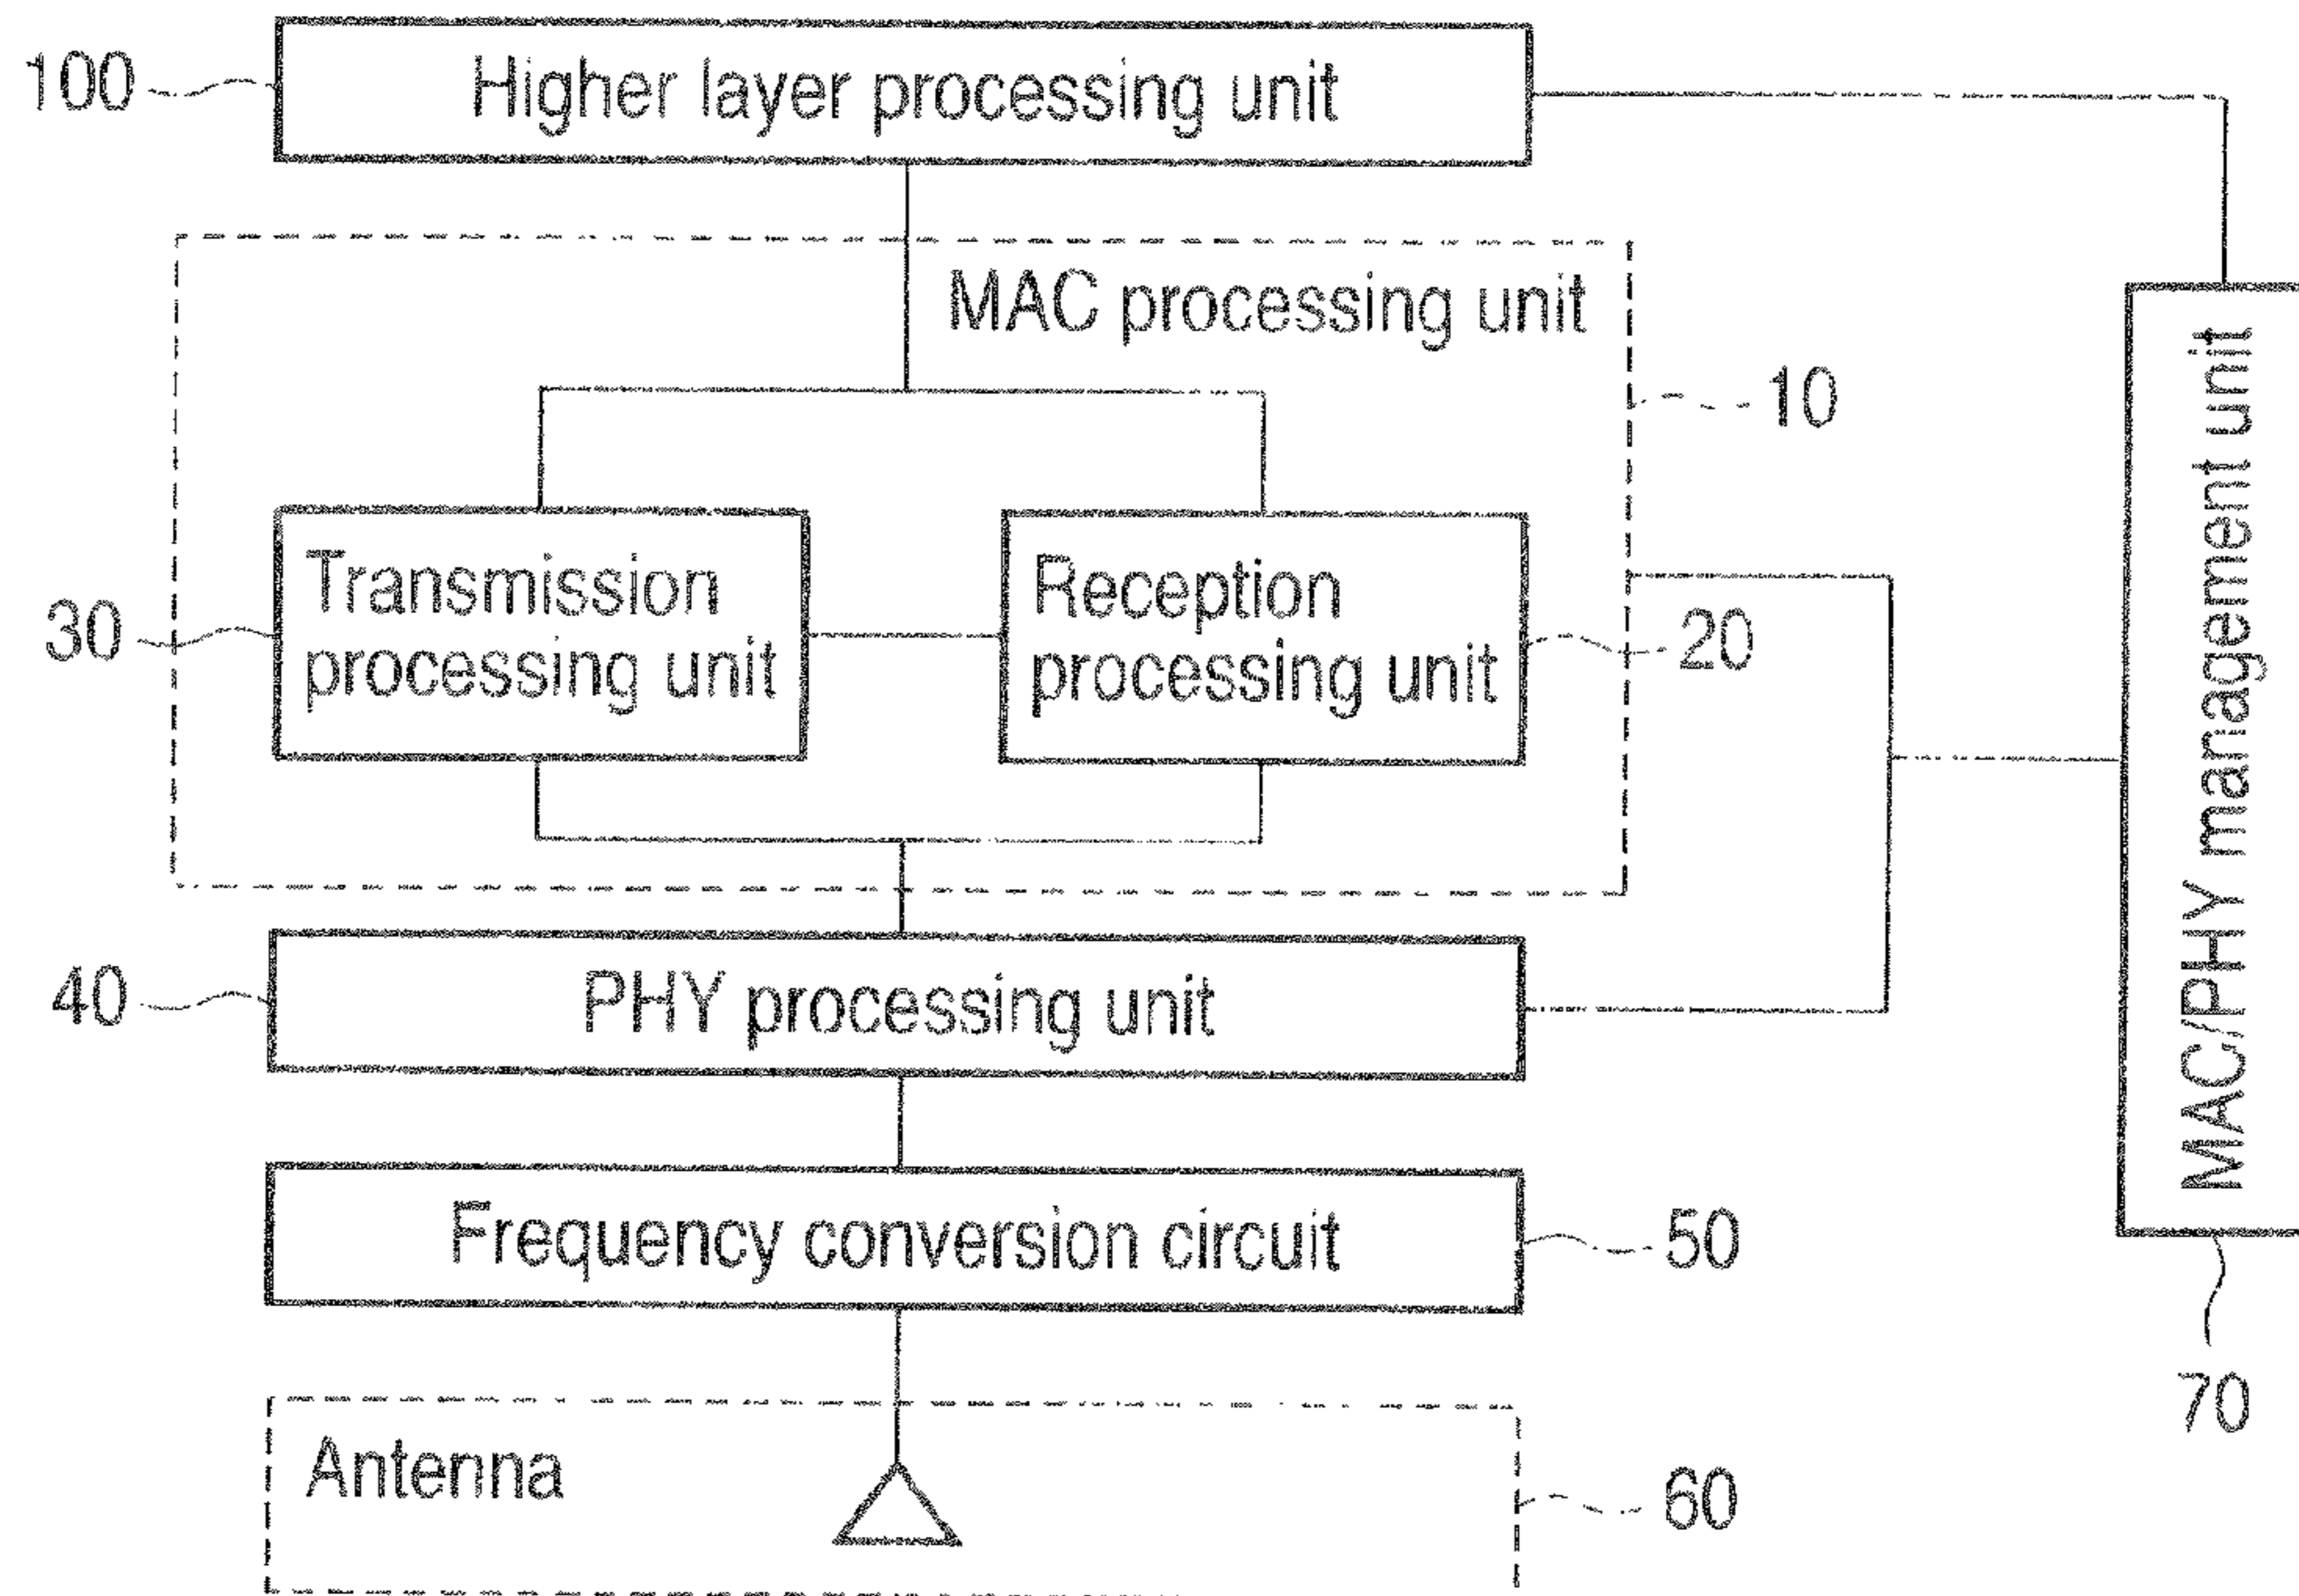 100
Higher layer processing unit
MAC processing unit
10
Transmission
processing unit
30
Reception
processing unit
20
MAC/PHY management unit
40
PHY processing unit
Frequency conversion circuit
50
70
Antenna
60